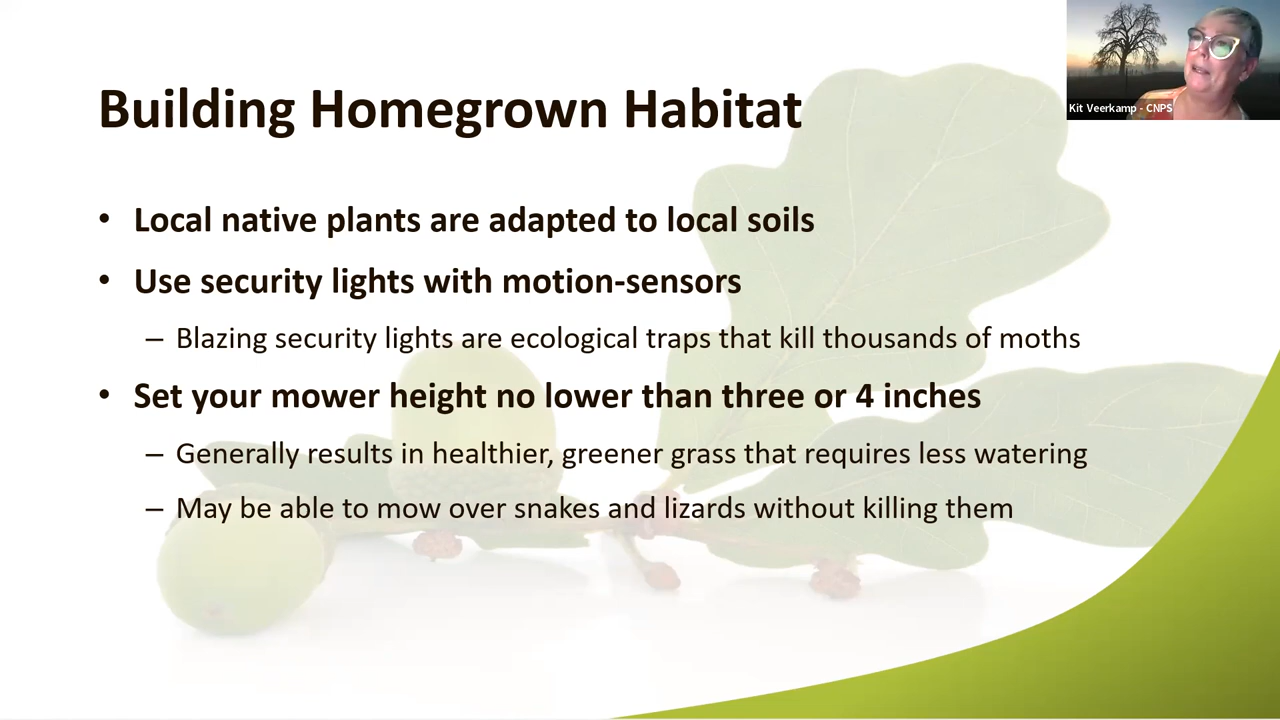 Building Homegrown Habitat
Kit Veerkamp - CNPS
• Local native plants are adapted to local soils
• Use security lights with motion-sensors
– Blazing security lights are ecological traps that kill thousands of moths
• Set your mower height no lower than three or 4 inches
– Generally results in healthier, greener grass that requires less watering
– May be able to mow over snakes and lizards without killing them